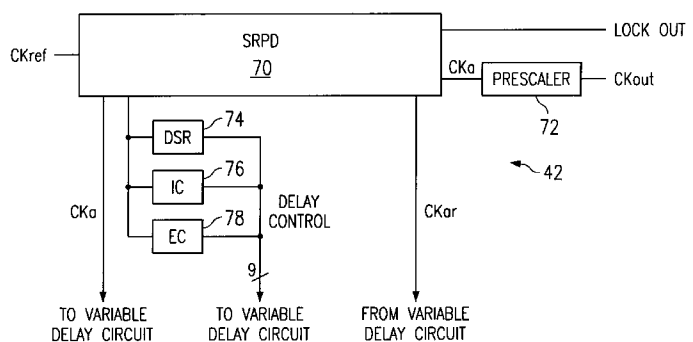 SRPD
70
CKref
LOCK OUT
CKa
PRESCALER
CKout
72
DSR
74
IC
76
EC
78
DELAY
CONTROL
42
CKa
CKar
9
TO VARIABLE
DELAY CIRCUIT
TO VARIABLE
DELAY CIRCUIT
FROM VARIABLE
DELAY CIRCUIT